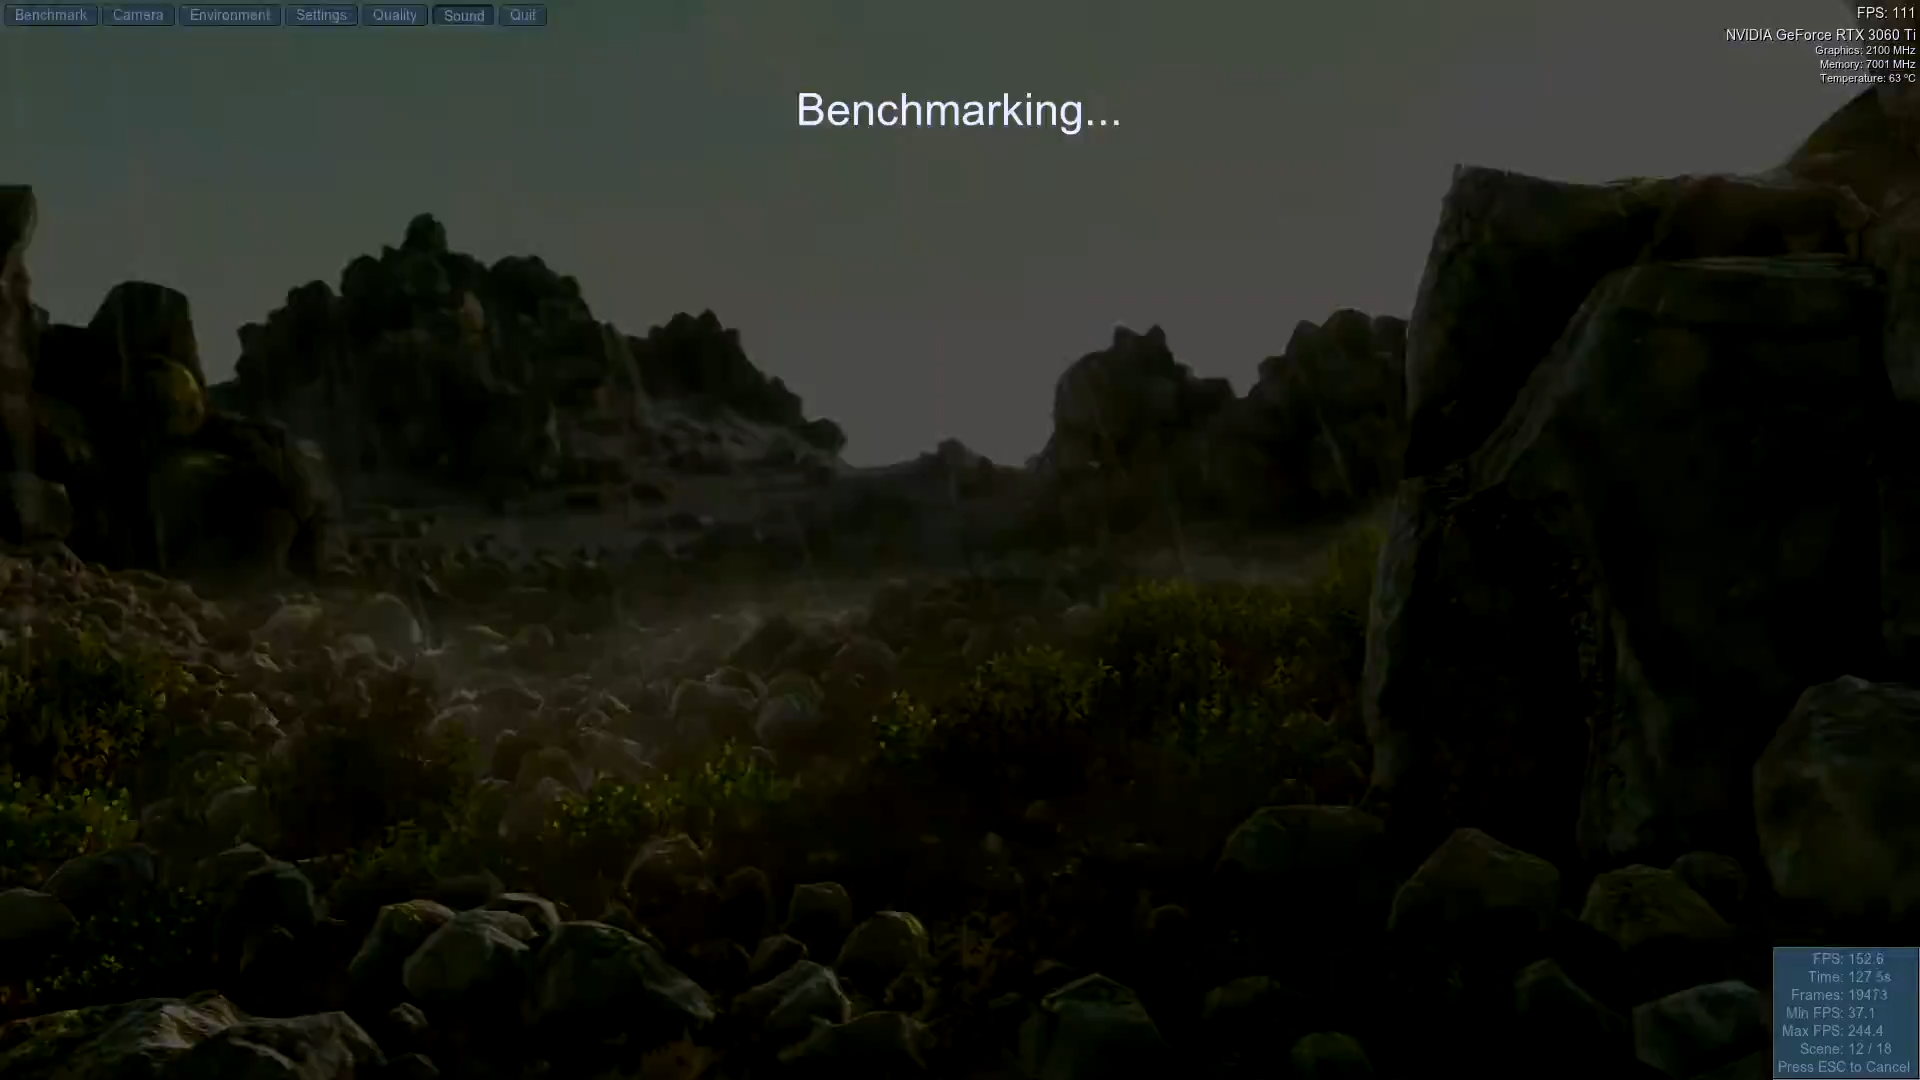 Benchmark Camera Environment Settings Quality Sound Quit
FPS: 111
NVIDIA GeForce RTX 3060 Ti
Graphics: 2100 MHz
Memory: 7001 MHz
Temperature: 63 °C
Benchmarking...
FPS: 152.6
Time: 127.5s
Frames: 19473
Min FPS: 37.1
Max FPS: 244.4
Scene: 12 / 18
Press ESC to Cancel